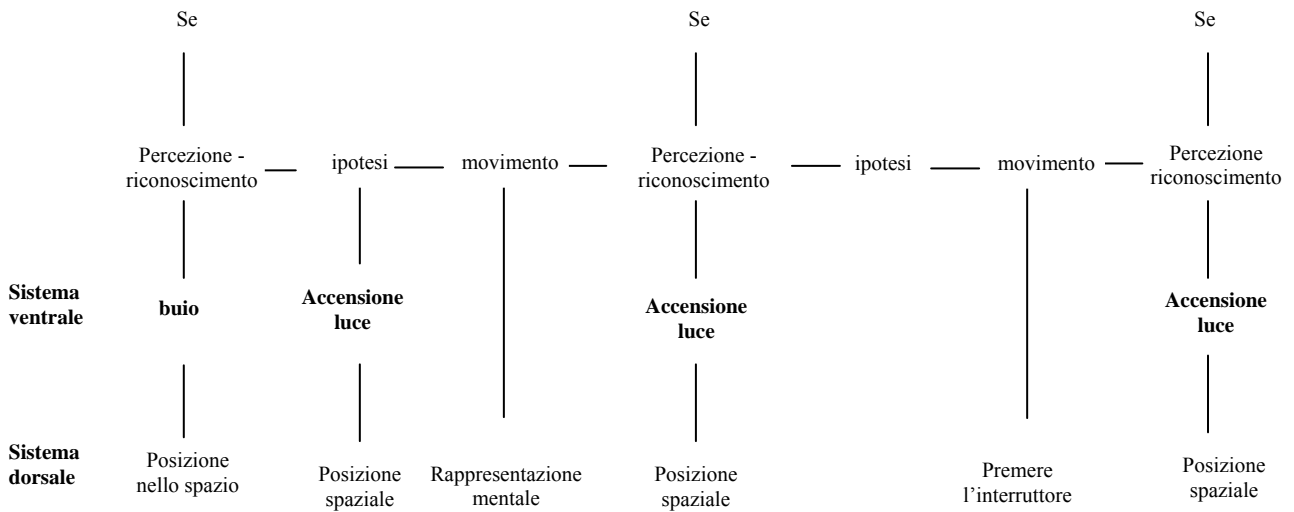 Se
Se
Se
Percezione -
riconoscimento
ipotesi
movimento
Percezione -
riconoscimento
ipotesi
movimento
Percezione
riconoscimento
Sistema
ventrale
buio
Accensione
luce
Accensione
luce
Accensione
luce
Sistema
dorsale
Posizione
nello spazio
Posizione
spaziale
Rappresentazione
mentale
Posizione
spaziale
Premere
l'interruttore
Posizione
spaziale